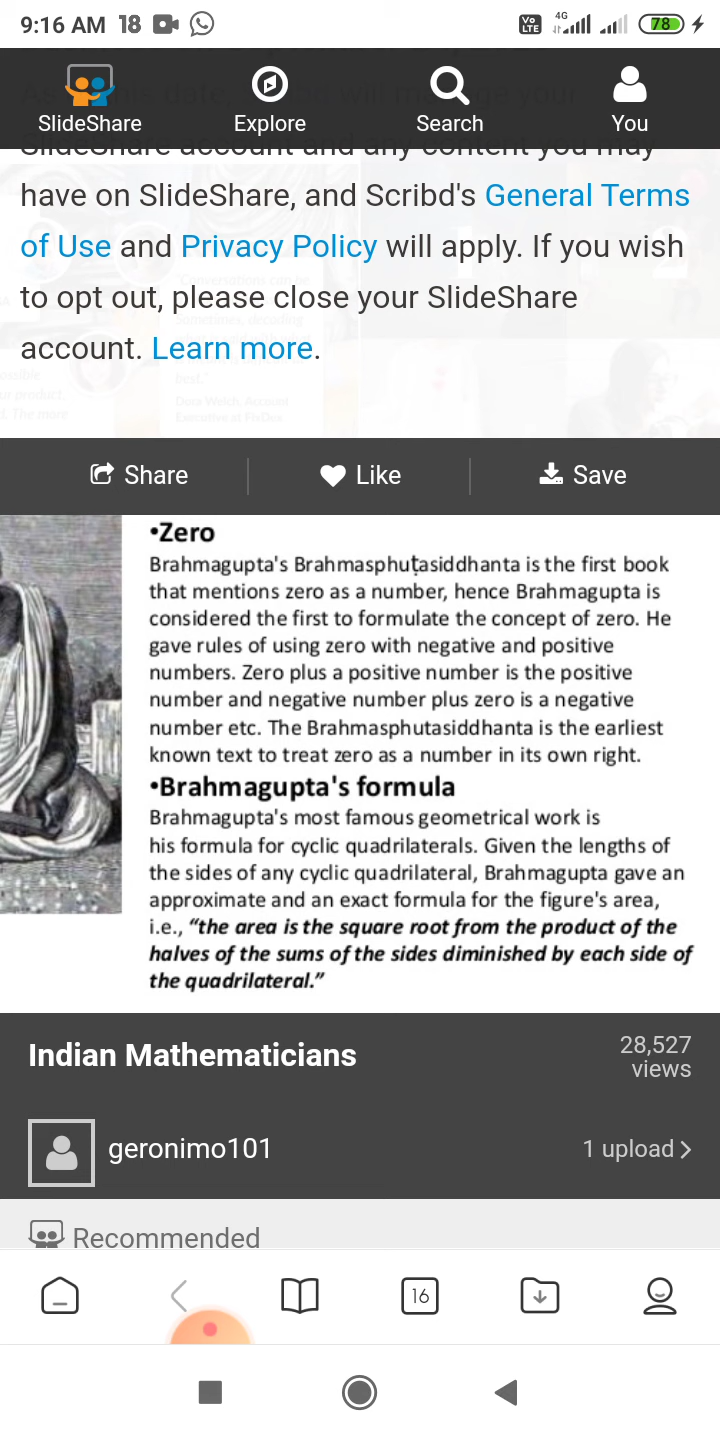 9:16 AM 18
Vo LTE 4G 78
SlideShare Explore Search You
SlideShare account and any content you may
have on SlideShare, and Scribd's General Terms
of Use and Privacy Policy will apply. If you wish
to opt out, please close your SlideShare
account. Learn more.
Share Like Save
•Zero
Brahmagupta's Brahmasphuṭasiddhanta is the first book
that mentions zero as a number, hence Brahmagupta is
considered the first to formulate the concept of zero. He
gave rules of using zero with negative and positive
numbers. Zero plus a positive number is the positive
number and negative number plus zero is a negative
number etc. The Brahmasphutasiddhanta is the earliest
known text to treat zero as a number in its own right.
•Brahmagupta's formula
Brahmagupta's most famous geometrical work is
his formula for cyclic quadrilaterals. Given the lengths of
the sides of any cyclic quadrilateral, Brahmagupta gave an
approximate and an exact formula for the figure's area,
i.e., “the area is the square root from the product of the
halves of the sums of the sides diminished by each side of
the quadrilateral.”
Indian Mathematicians 28,527
views
geronimo101 1 upload
Recommended
16